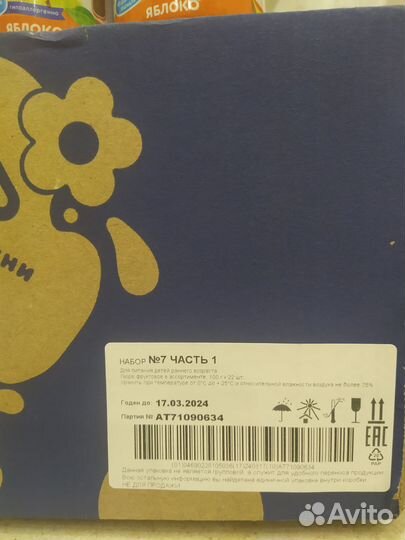 гипоаллергенно
ЯБЛОКО
ЯБЛОКО
НАБОР №7 ЧАСТЬ 1
Для питания детей раннего возраста
Пюре фруктовое в ассортименте, 100 г х 22 шт.
Хранить при температуре от 0°С до + 25°С и относительной влажности воздуха не более 75%
Годен до: 17.03.2024
Партия № AT71090634
EAC
PAP
Данная упаковка не является групповой, а служит для удобного переноса продукции
Всю остальную информацию вы найдете на единичной упаковке внутри коробки
НЕ ДЛЯ ПРОДАЖИ
Avito